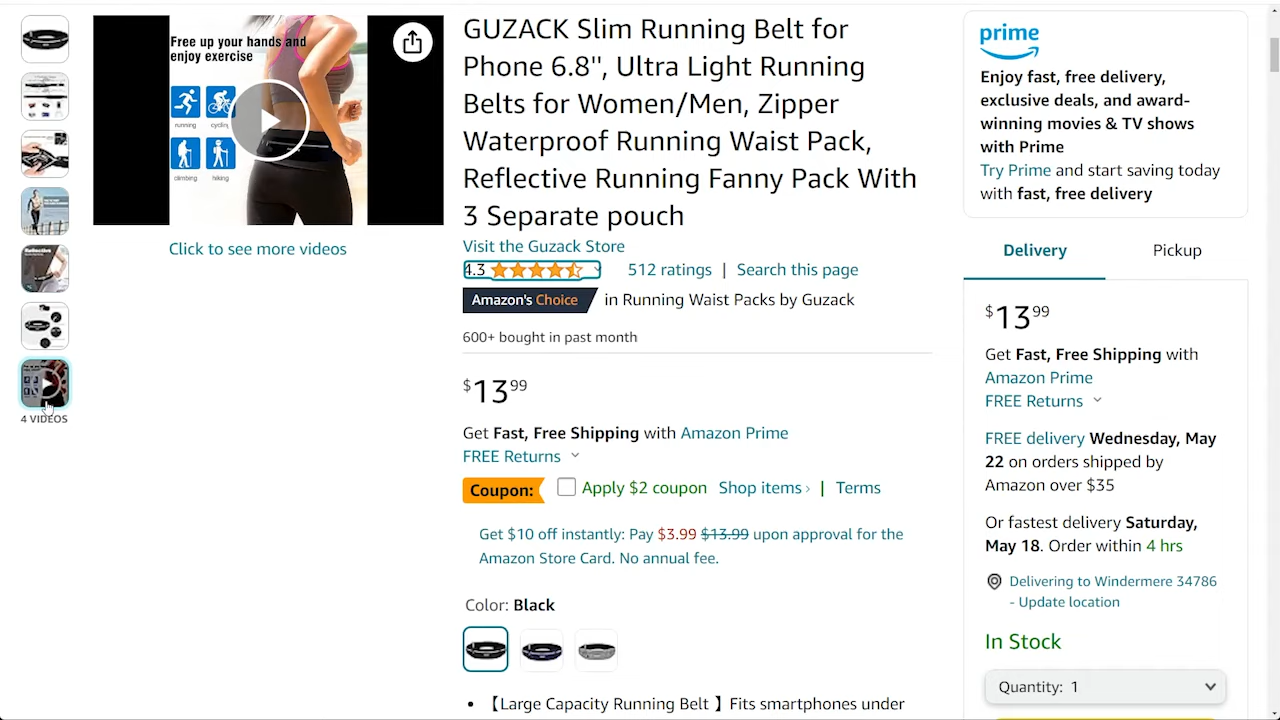 4 VIDEOS
Free up your hands and
enjoy exercise
running
climbing
hiking
Click to see more videos
GUZACK Slim Running Belt for
Phone 6.8'', Ultra Light Running
Belts for Women/Men, Zipper
Waterproof Running Waist Pack,
Reflective Running Fanny Pack With
3 Separate pouch
Visit the Guzack Store
4.3
512 ratings | Search this page
Amazon's Choice in Running Waist Packs by Guzack
600+ bought in past month
$13 99
Get Fast, Free Shipping with Amazon Prime
FREE Returns
Coupon: Apply $2 coupon Shop items › | Terms
Get $10 off instantly: Pay $3.99 $13.99 upon approval for the
Amazon Store Card. No annual fee.
Color: Black
• 【Large Capacity Running Belt 】Fits smartphones under
prime
Enjoy fast, free delivery,
exclusive deals, and award-
winning movies & TV shows
with Prime
Try Prime and start saving today
with fast, free delivery
Delivery Pickup
$13 99
Get Fast, Free Shipping with
Amazon Prime
FREE Returns
FREE delivery Wednesday, May
22 on orders shipped by
Amazon over $35
Or fastest delivery Saturday,
May 18. Order within 4 hrs
Delivering to Windermere 34786
- Update location
In Stock
Quantity: 1